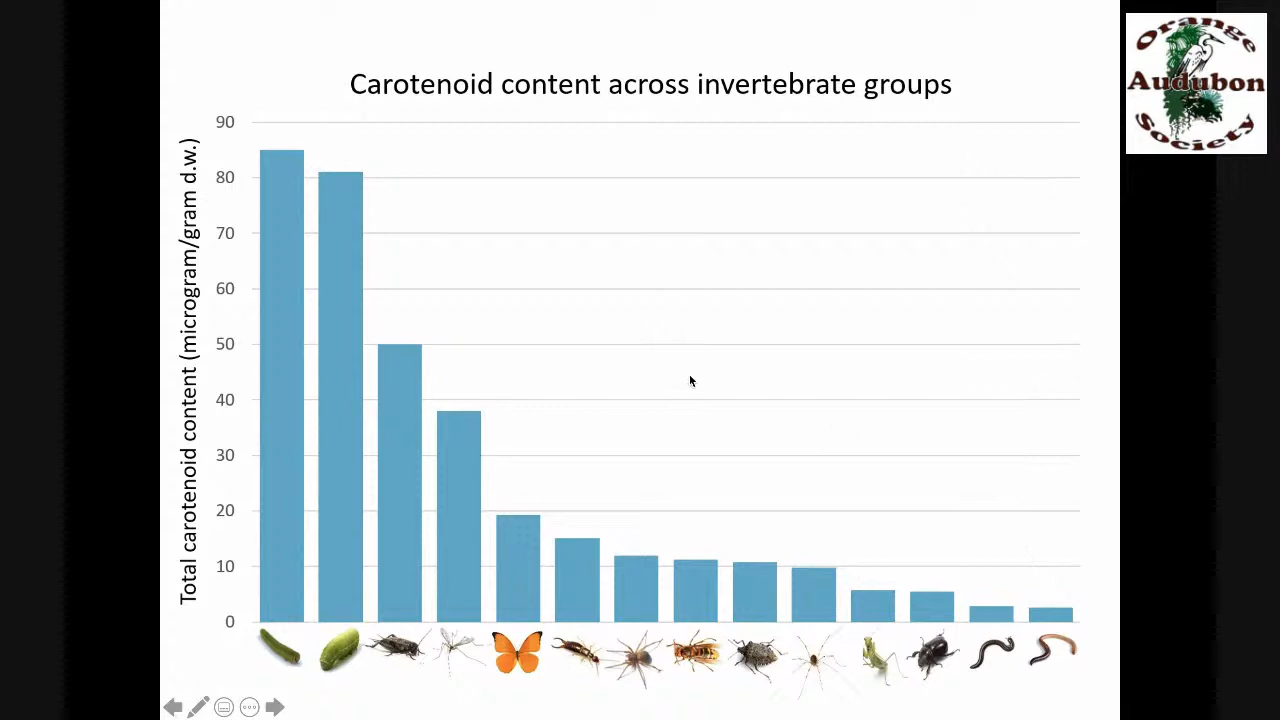 Carotenoid content across invertebrate groups
Orange
Audubon
Society
Total carotenoid content (microgram/gram d.w.)
90
80
70
60
50
40
30
20
10
0